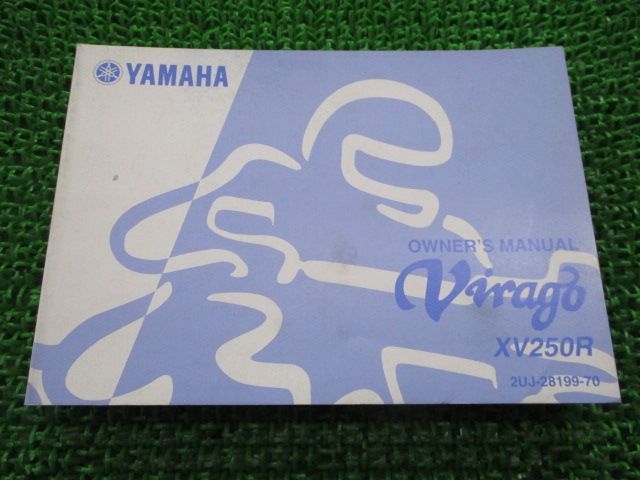 YAMAHA
OWNER'S MANUAL
Virago
XV250R
2UJ-28199-70